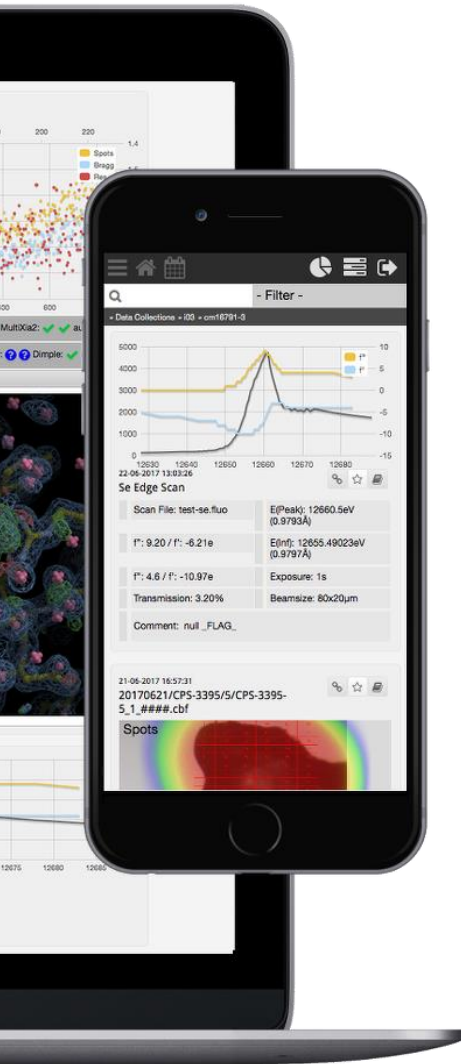 200
220
1.4
Spots
Bragg
600
MultiXia2:
Dimple:
- Filter -
» Data Collections » i03 » cm16791-3
5000
4000
3000
2000
1000
0
10
5
0
-5
-10
-15
f"
f'
12630
12640
12650
12660
12670
12680
22-06-2017 13:03:26
Se Edge Scan
Scan File: test-se.fluo
E(Peak): 12660.5eV
(0.9793Å)
f": 9.20 / f': -6.21e
E(Inf): 12655.49023eV
(0.9797Å)
f": 4.6 / f': -10.97e
Exposure: 1s
Transmission: 3.20%
Beamsize: 80x20µm
Comment: null _FLAG_
21-06-2017 16:57:31
20170621/CPS-3395/5/CPS-3395-
5_1_####.cbf
Spots
12675
12680
12685